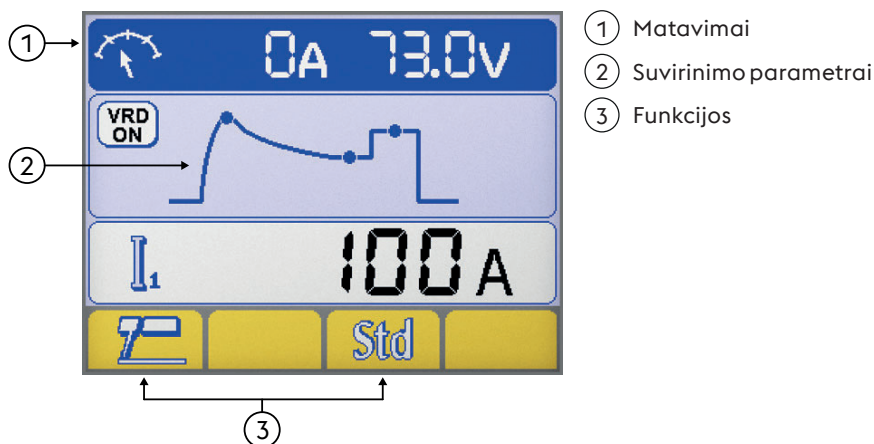 1
0A 73.0V
VRD
ON
2
I1
100A
Std
3
1 Matavimai
2 Suvirinimo parametrai
3 Funkcijos